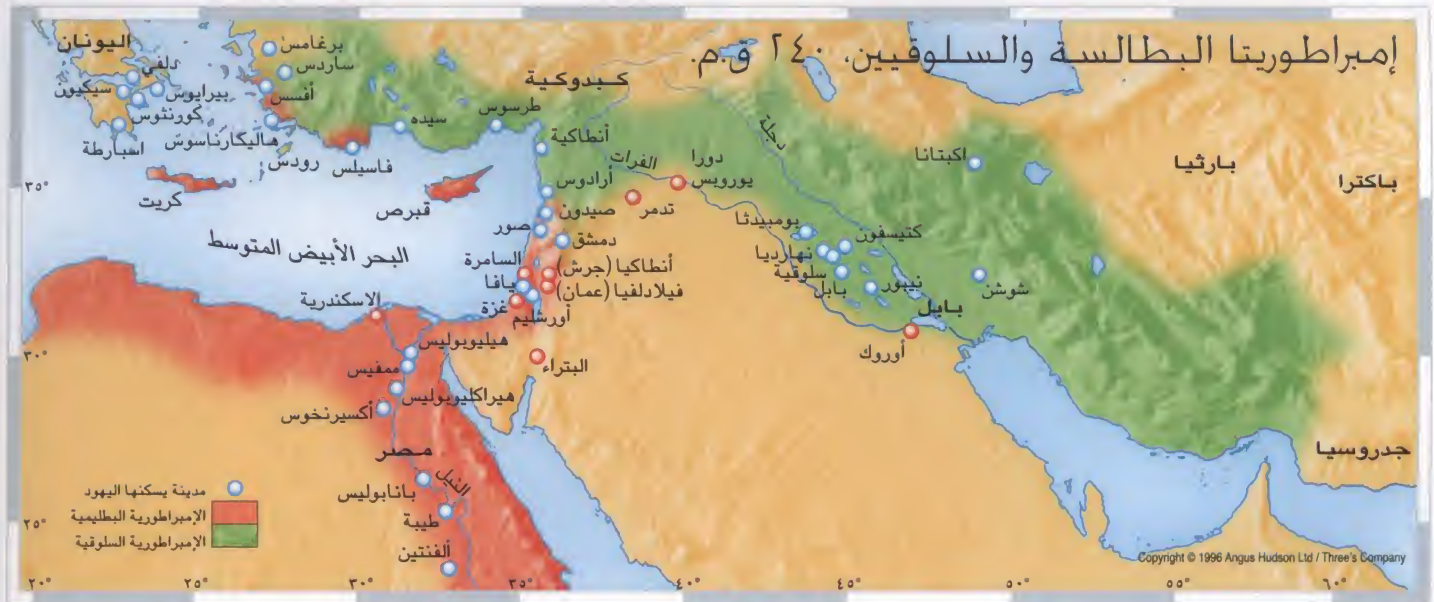 إمبراطوريتا البطالسة والسلوقيين، ٢٤٠ ق.م.
اليونان
برغامس
دلفي
ساردس
سيكيون
بيرايوس
أفسس
كورنثوس
هاليكارناسوس
اسبارطة
رودس
كريت
فاسيلس
سيده
طرسوس
كبدوكية
أنطاكية
قبرص
أرادوس
صيدون
صور
دمشق
البحر الأبيض المتوسط
السامرة
يافا
غزة
أورشليم
أنطاكيا (جرش)
فيلادلفيا (عمان)
البتراء
الاسكندرية
هيليوبوليس
ممفيس
هيراكليوبوليس
أكسيرنخوس
مصر
النيل
بانابوليس
طيبة
ألفنتين
الفرات
دجلة
دورا
يوروبس
تدمر
بومبيدثا
نهارديا
كتيسفون
سلوقية
بابل
نيبور
بابل
أوروك
شوشن
اكبتانا
بارثيا
باكترا
جدروسيا
مدينة يسكنها اليهود
الإمبراطورية البطليمية
الإمبراطورية السلوقية
٣٥°
٣٠°
٢٥°
٢٠°
٢٥°
٣٠°
٣٥°
٤٠°
٤٥°
٥٠°
٥٥°
٦٠°
Copyright © 1996 Angus Hudson Ltd / Three's Company